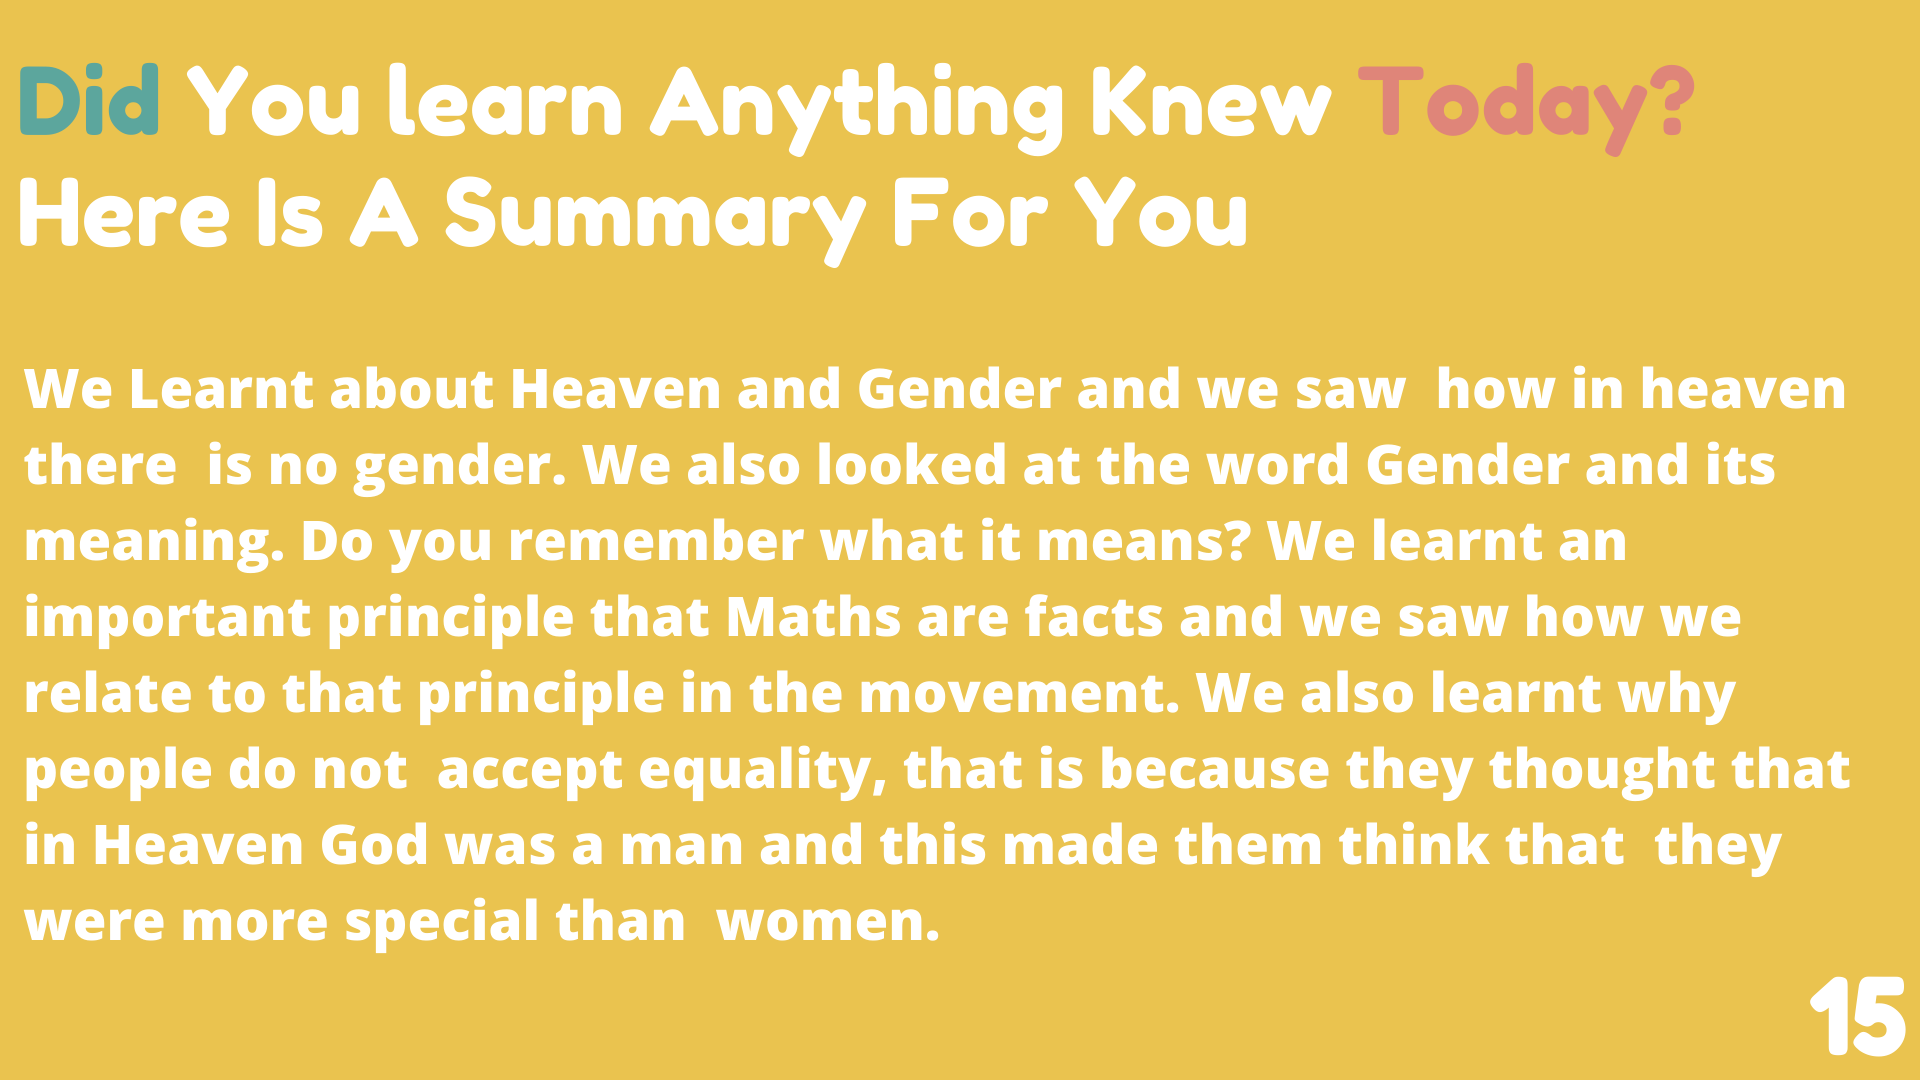 Did You learn Anything Knew Today?
Here Is A Summary For You
We Learnt about Heaven and Gender and we saw how in heaven
there is no gender. We also looked at the word Gender and its
meaning. Do you remember what it means? We learnt an
important principle that Maths are facts and we saw how we
relate to that principle in the movement. We also learnt why
people do not accept equality, that is because they thought that
in Heaven God was a man and this made them think that they
were more special than women.
15